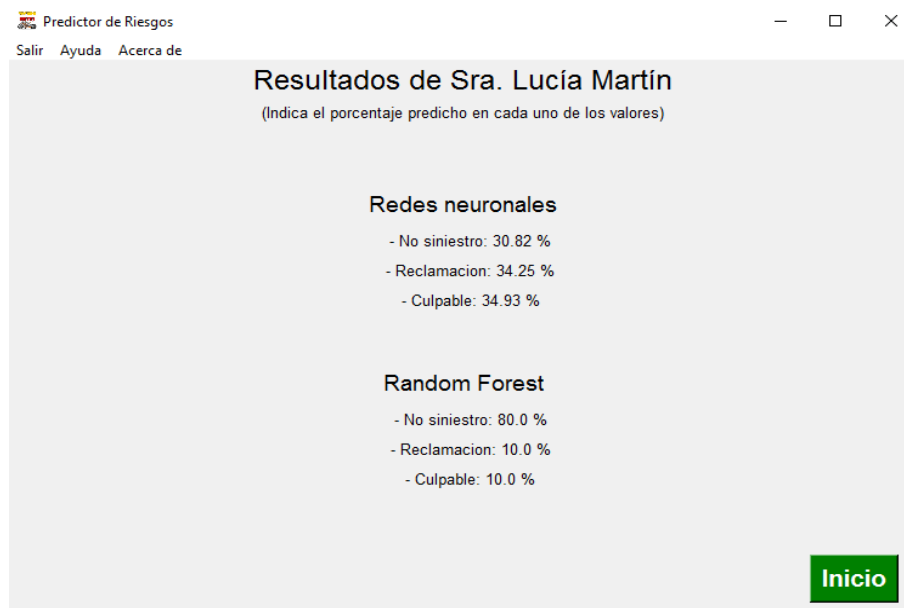 Predictor de Riesgos
Salir Ayuda Acerca de
Resultados de Sra. Lucía Martín
(Indica el porcentaje predicho en cada uno de los valores)
Redes neuronales
- No siniestro: 30.82 %
- Reclamacion: 34.25 %
- Culpable: 34.93 %
Random Forest
- No siniestro: 80.0 %
- Reclamacion: 10.0 %
- Culpable: 10.0 %
Inicio